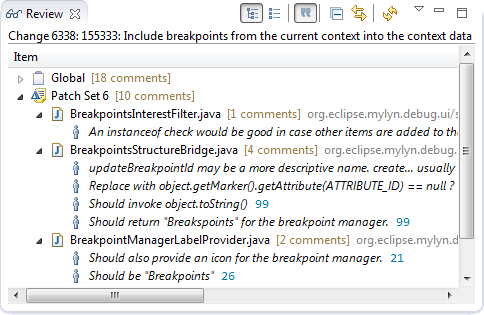 Review
Change 6338: 155333: Include breakpoints from the current context into the context data
Item
Global [18 comments]
Patch Set 6 [10 comments]
BreakpointsInterestFilter.java [1 comments] org.eclipse.mylyn.debug.ui/s
An instanceof check would be good in case other items are added to the
BreakpointsStructureBridge.java [4 comments] org.eclipse.mylyn.debu
updateBreakpointId may be a more descriptive name. create... usually
Replace with object.getMarker().getAttribute(ATTRIBUTE_ID) == null ?
Should invoke object.toString() 99
Should return "Breakspoints" for the breakpoint manager. 99
BreakpointManagerLabelProvider.java [2 comments] org.eclipse.mylyn.d
Should also provide an icon for the breakpoint manager. 21
Should be "Breakpoints" 26